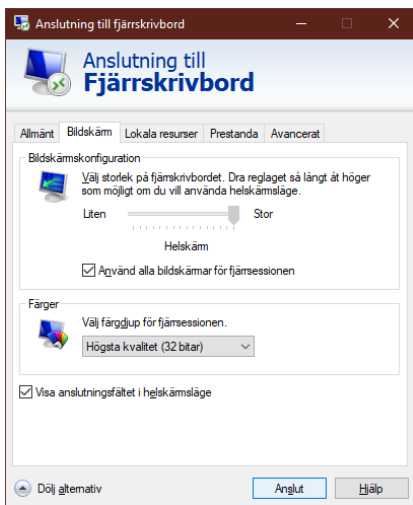 Anslutning till fjärrskrivbord
Anslutning till
Fjärrskrivbord
Allmänt Bildskärm Lokala resurser Prestanda Avancerat
Bildskärmskonfiguration
Välj storlek på fjärrskrivbordet. Dra reglaget så långt åt höger
som möjligt om du vill använda helskärmsläge.
Liten Stor
Helskärm
Använd alla bildskärmar för fjärrsessionen
Färger
Välj färgdjup för fjärrsessionen.
Högsta kvalitet (32 bitar)
Visa anslutningsfältet i helskärmsläge
Dölj alternativ Anslut Hjälp